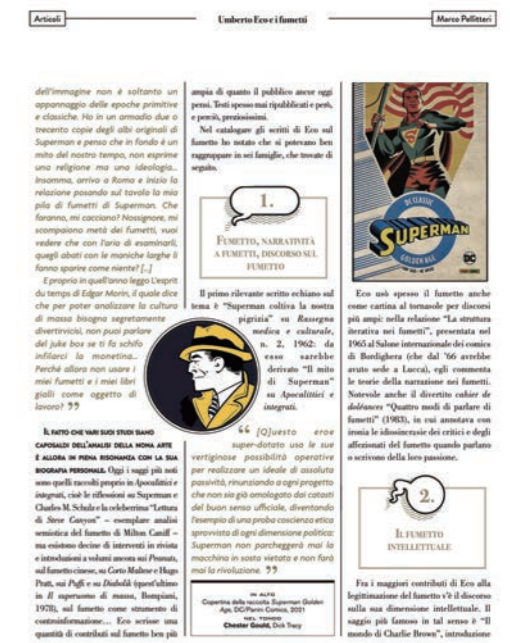 Articoli
Umberto Eco e i fumetti
Marco Pellitteri
dell'immagine non è soltanto un
appannaggio delle epoche primitive
e classiche. Ho in un armadio due o
trecento copie degli albi originali di
Superman e penso che in fondo è un
mito del nostro tempo, non esprime
una religione ma una ideologia...
Insomma, arrivo a Roma e inizio la
relazione posando sul tavolo la mia
pila di fumetti di Superman. Che
faranno, mi cacciano? Nossignore, mi
scompaiono metà dei fumetti, vuoi
vedere che con l'aria di esaminarli,
quegli abati con le maniche larghe li
fanno sparire come niente? [...]
E proprio in quell'anno leggo L'esprit
du temps di Edgar Morin, il quale dice
che per poter analizzare la cultura
di massa bisogna segretamente
divertircisi, non puoi parlare
del juke box se ti fa schifo
infilarci la monetina...
Perché allora non usare i
miei fumetti e i miei libri
gialli come oggetto di
lavoro? ”
Il fatto che vari suoi studi siano
caposaldi dell'analisi della nona arte
è allora in piena risonanza con la sua
biografia personale. Oggi i saggi più noti
sono quelli raccolti proprio in Apocalittici e
integrati, cioè le riflessioni su Superman e
Charles M. Schulz e la celeberrima “Lettura
di Steve Canyon” – esemplare analisi
semiotica del fumetto di Milton Caniff –
ma esistono decine di interventi in rivista
e introduzioni a volumi ancora sui Peanuts,
sul fumetto cinese, su Corto Maltese e Hugo
Pratt, sui Puffi e su Diabolik (quest'ultimo
in Il superuomo di massa, Bompiani,
1978), sul fumetto come strumento di
controinformazione... Eco scrisse una
quantità di contributi sul fumetto ben più
ampia di quanto il pubblico ancor oggi
pensi. Testi spesso mai ripubblicati e però,
e perciò, preziosissimi.
Nel catalogare gli scritti di Eco sul
fumetto ho notato che si potevano ben
raggruppare in sei famiglie, che trovate di
seguito.
1.
Fumetto, narratività
a fumetti, discorso sul
fumetto
Il primo rilevante scritto echiano sul
tema è “Superman coltiva la nostra
pigrizia” su Rassegna
medica e culturale,
n. 2, 1962: da
esso sarebbe
derivato “Il mito
di Superman”
su Apocalittici e
integrati.
“ [Q]uesto eroe
super-dotato usa le sue
vertiginose possibilità operative
per realizzare un ideale di assoluta
passività, rinunziando a ogni progetto
che non sia già omologato dai catasti
del buon senso ufficiale, diventando
l'esempio di una proba coscienza etica
sprovvista di ogni dimensione politica:
Superman non parcheggerà mai la
macchina in sosta vietata e non farà
mai la rivoluzione. ”
IN ALTO
Copertina della raccolta Superman Golden
Age, DC/Panini Comics, 2021
NEL TONDO
Chester Gould, Dick Tracy
DC CLASSIC
SUPERMAN
GOLDEN AGE
DC
Eco usò spesso il fumetto anche
come cartina al tornasole per discorsi
più ampi: nella relazione “La struttura
iterativa nei fumetti”, presentata nel
1965 al Salone internazionale dei comics
di Bordighera (che dal '66 avrebbe
avuto sede a Lucca), egli commenta
le teorie della narrazione nei fumetti.
Notevole anche il divertito cahier de
doléances “Quattro modi di parlare di
fumetti” (1983), in cui annotava con
ironia le idiosincrasie dei critici e degli
affezionati del fumetto quando parlano
o scrivono della loro passione.
2.
Il fumetto
intellettuale
Fra i maggiori contributi di Eco alla
legittimazione del fumetto v'è il discorso
sulla sua dimensione intellettuale. Il
saggio più famoso in tal senso è “Il
mondo di Charlie Brown”, introduzione